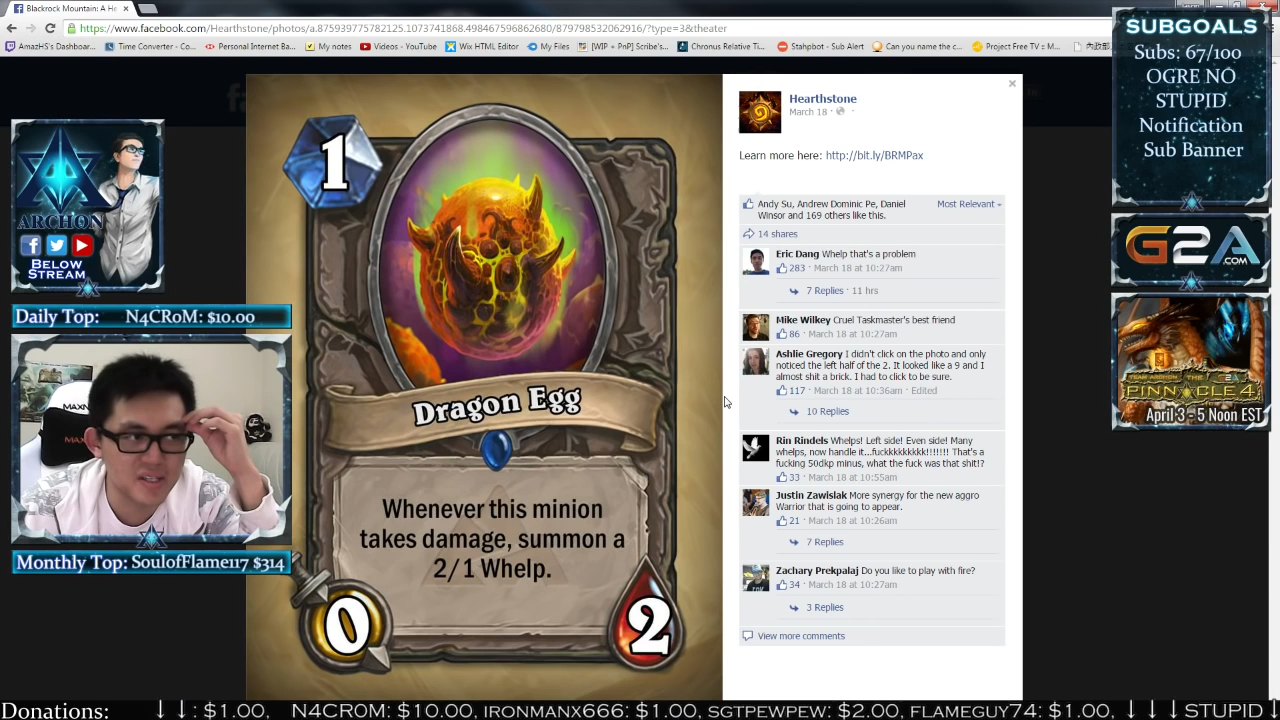 Blackrock Mountain: A He
https://www.facebook.com/Hearthstone/photos/a.875939775782125.1073741868.498467596862680/879798532062916/?type=3&theater
AmazHS's Dashboard...
Time Converter - Co...
Personal Internet Ba...
My notes
Videos - YouTube
Wix HTML Editor
My Files
[WIP + PnP] Scribe's...
Chronus Relative Ti...
Stahpbot - Sub Alert
Can you name the c...
Project Free TV :: M...
SUBGOALS
Subs: 67/100
OGRE NO
STUPID
Notification
Sub Banner
ARCHON
BELOW
STREAM
Daily Top: N4CRoM: $10.00
MAXN
MAX
Monthly Top: SoulofFlame117 $314
1
Dragon Egg
Whenever this minion
takes damage, summon a
2/1 Whelp.
0
2
Hearthstone
March 18 ·
Learn more here: http://bit.ly/BRMPax
Andy Su, Andrew Dominic Pe, Daniel
Winsor and 169 others like this.
Most Relevant
14 shares
Eric Dang Whelp that's a problem
283 · March 18 at 10:27am
7 Replies · 11 hrs
Mike Wilkey Cruel Taskmaster's best friend
86 · March 18 at 10:27am
Ashlie Gregory I didn't click on the photo and only
noticed the left half of the 2. It looked like a 9 and I
almost shit a brick. I had to click to be sure.
117 · March 18 at 10:36am · Edited
10 Replies
Rin Rindels Whelps! Left side! Even side! Many
whelps, now handle it...fuckkkkkkkkk!!!!!!! That's a
fucking 50dkp minus, what the fuck was that shit!?
33 · March 18 at 10:55am
Justin Zawislak More synergy for the new aggro
Warrior that is going to appear.
21 · March 18 at 10:26am
7 Replies
Zachary Prekpalaj Do you like to play with fire?
34 · March 18 at 10:27am
3 Replies
View more comments
G2A
.COM
TEAM ARCHON THE
PINNACLE 4
April 3 - 5 Noon EST
Donations: ↓ ↓: $1.00, N4CR0M: $10.00, IRONMANX666: $1.00, SGTPEWPEW: $2.00, FLAMEGUY74: $1.00, ↓ ↓ ↓ STUPID ↓